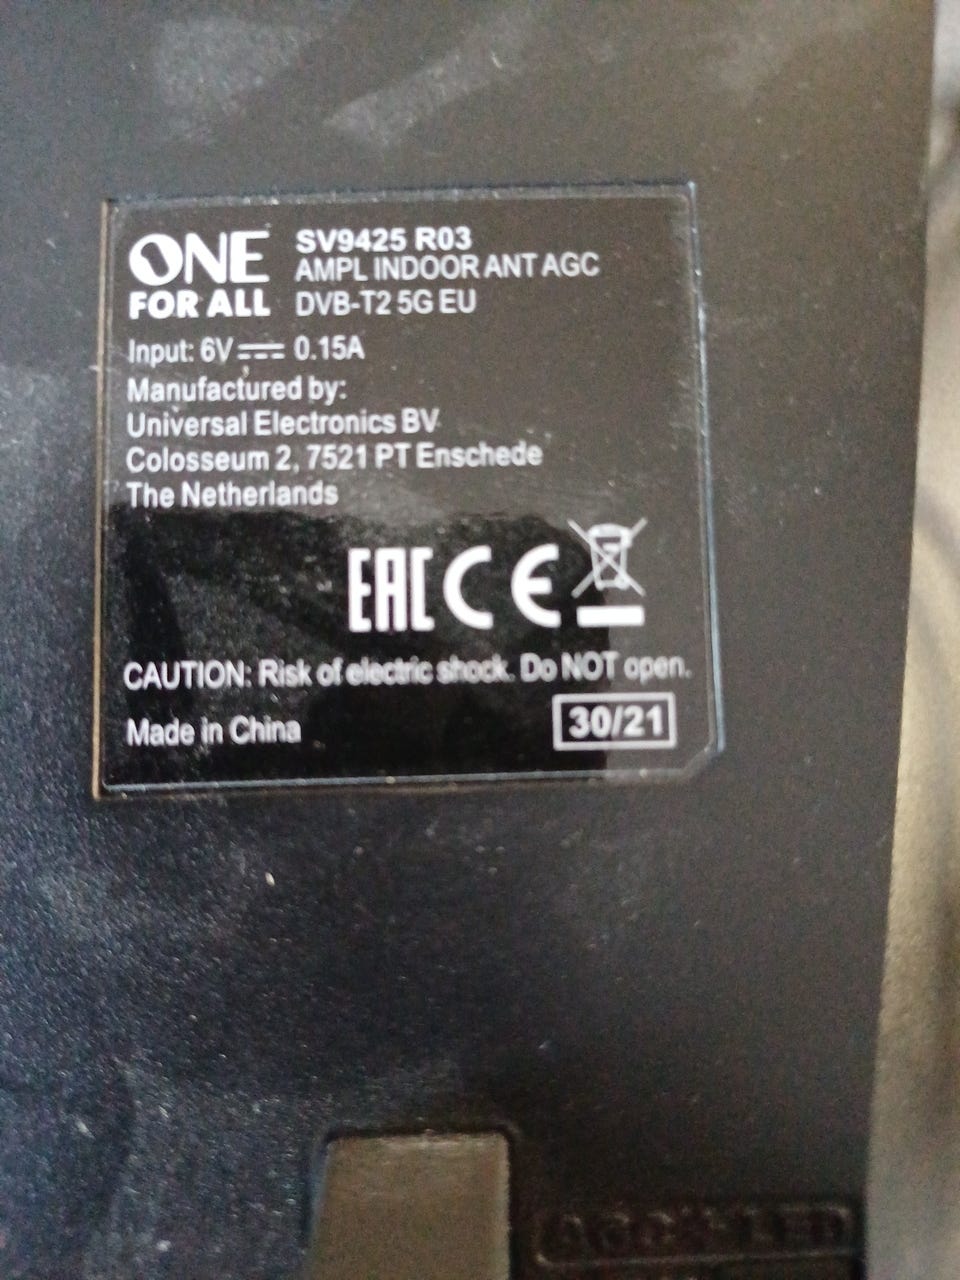 ONE
FOR ALL
SV9425 R03
AMPL INDOOR ANT AGC
DVB-T2 5G EU
Input: 6V⎓ 0.15A
Manufactured by:
Universal Electronics BV
Colosseum 2, 7521 PT Enschede
The Netherlands
EAC CE
CAUTION: Risk of electric shock. Do NOT open.
Made in China
30/21